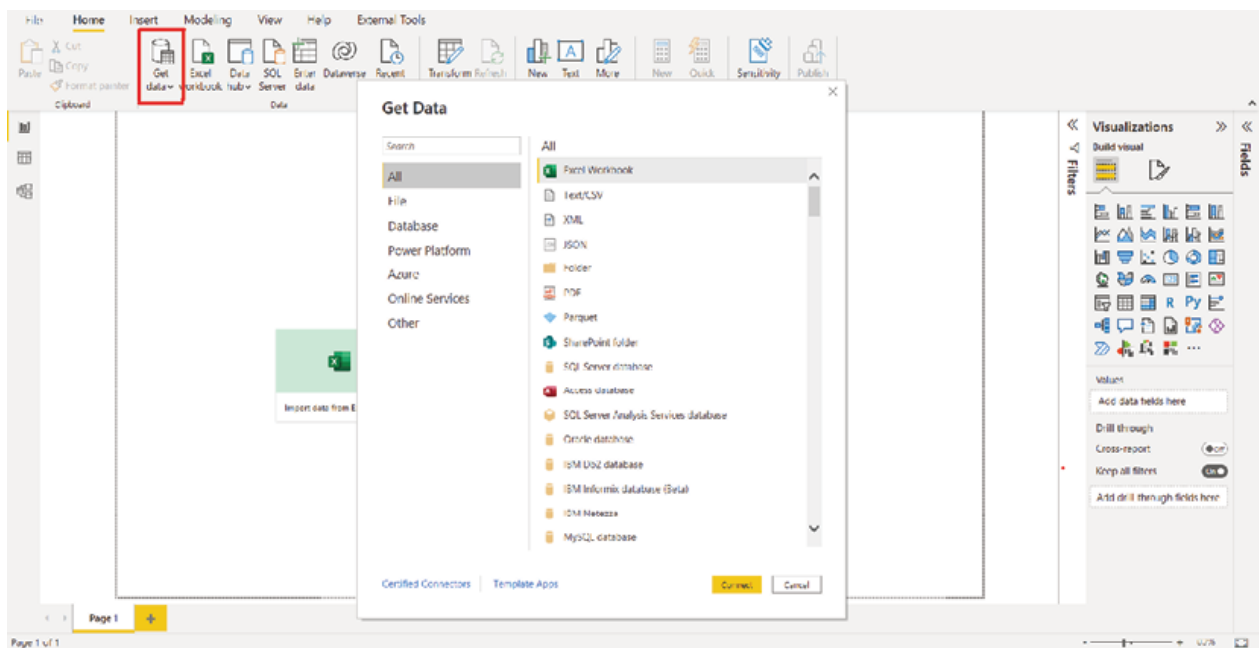 File Home Insert Modeling View Help External Tools
Cut
Copy
Format painter
Paste
Get data
Excel workbook
Data hub
SQL Server
Enter data
Dataverse
Recent
Transform
Refresh
New
Text
More
New
Quick
Sensitivity
Publish
Clipboard
Data
Get Data
Search
All
File
Database
Power Platform
Azure
Online Services
Other
All
Excel Workbook
Text/CSV
XML
JSON
Folder
PDF
Parquet
SharePoint folder
SQL Server database
Access database
SQL Server Analysis Services database
Oracle database
IBM Db2 database
IBM Informix database (Beta)
IBM Netezza
MySQL database
Certified Connectors
Template Apps
Connect
Cancel
Import data from E
Filters
Visualizations
Build visual
R Py
Values
Add data fields here
Drill through
Cross-report
Off
Keep all filters
On
Add drill through fields here
Fields
Page 1
Page 1 of 1